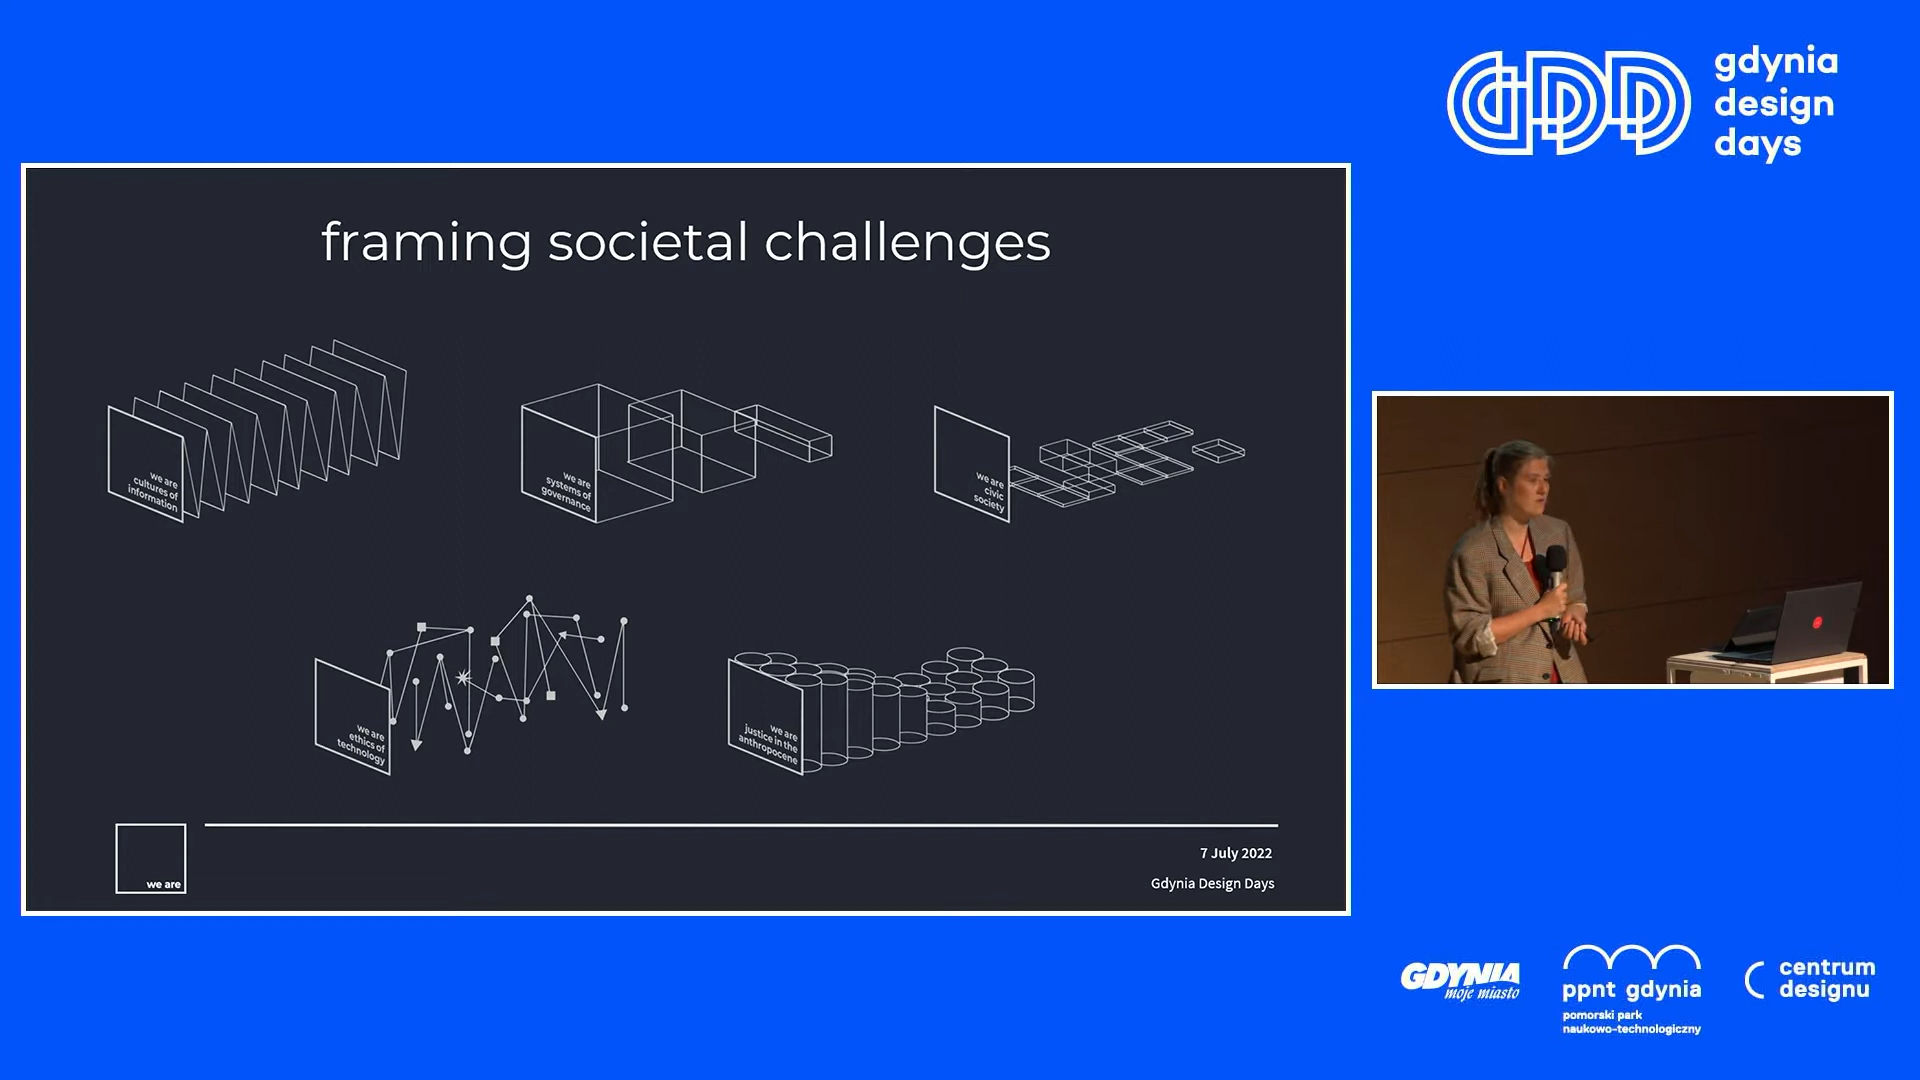 GDD
gdynia
design
days
framing societal challenges
we are
cultures of
information
we are
systems of
governance
we are
civic
society
we are
ethics of
technology
we are
justice in the
anthropocene
we are
7 July 2022
Gdynia Design Days
GDYNIA
moje miasto
ppnt gdynia
pomorski park
naukowo-technologiczny
centrum
designu